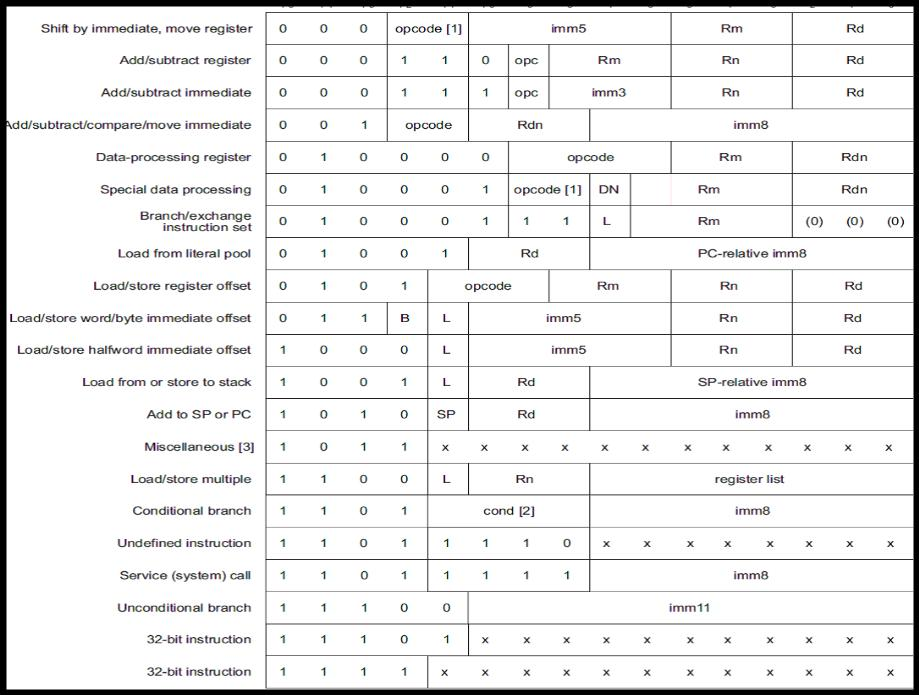 Shift by immediate, move register 0 0 0 opcode [1] imm5 Rm Rd
Add/subtract register 0 0 0 1 1 0 opc Rm Rn Rd
Add/subtract immediate 0 0 0 1 1 1 opc imm3 Rn Rd
Add/subtract/compare/move immediate 0 0 1 opcode Rdn imm8
Data-processing register 0 1 0 0 0 0 opcode Rm Rdn
Special data processing 0 1 0 0 0 1 opcode [1] DN Rm Rdn
Branch/exchange
instruction set 0 1 0 0 0 1 1 1 L Rm (0) (0) (0)
Load from literal pool 0 1 0 0 1 Rd PC-relative imm8
Load/store register offset 0 1 0 1 opcode Rm Rn Rd
Load/store word/byte immediate offset 0 1 1 B L imm5 Rn Rd
Load/store halfword immediate offset 1 0 0 0 L imm5 Rn Rd
Load from or store to stack 1 0 0 1 L Rd SP-relative imm8
Add to SP or PC 1 0 1 0 SP Rd imm8
Miscellaneous [3] 1 0 1 1 x x x x x x x x x x x x
Load/store multiple 1 1 0 0 L Rn register list
Conditional branch 1 1 0 1 cond [2] imm8
Undefined instruction 1 1 0 1 1 1 1 0 x x x x x x x x
Service (system) call 1 1 0 1 1 1 1 1 imm8
Unconditional branch 1 1 1 0 0 imm11
32-bit instruction 1 1 1 0 1 x x x x x x x x x x x
32-bit instruction 1 1 1 1 x x x x x x x x x x x x